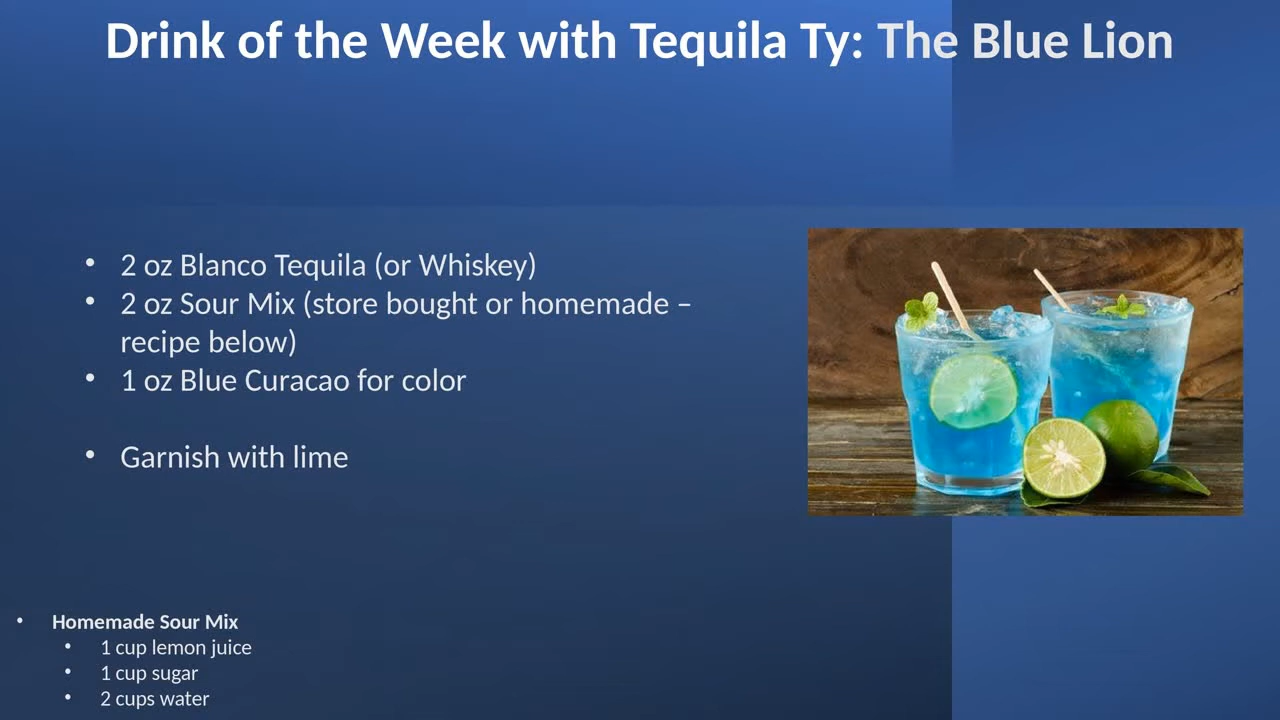 Drink of the Week with Tequila Ty: The Blue Lion
• 2 oz Blanco Tequila (or Whiskey)
• 2 oz Sour Mix (store bought or homemade –
recipe below)
• 1 oz Blue Curacao for color
• Garnish with lime
• Homemade Sour Mix
• 1 cup lemon juice
• 1 cup sugar
• 2 cups water